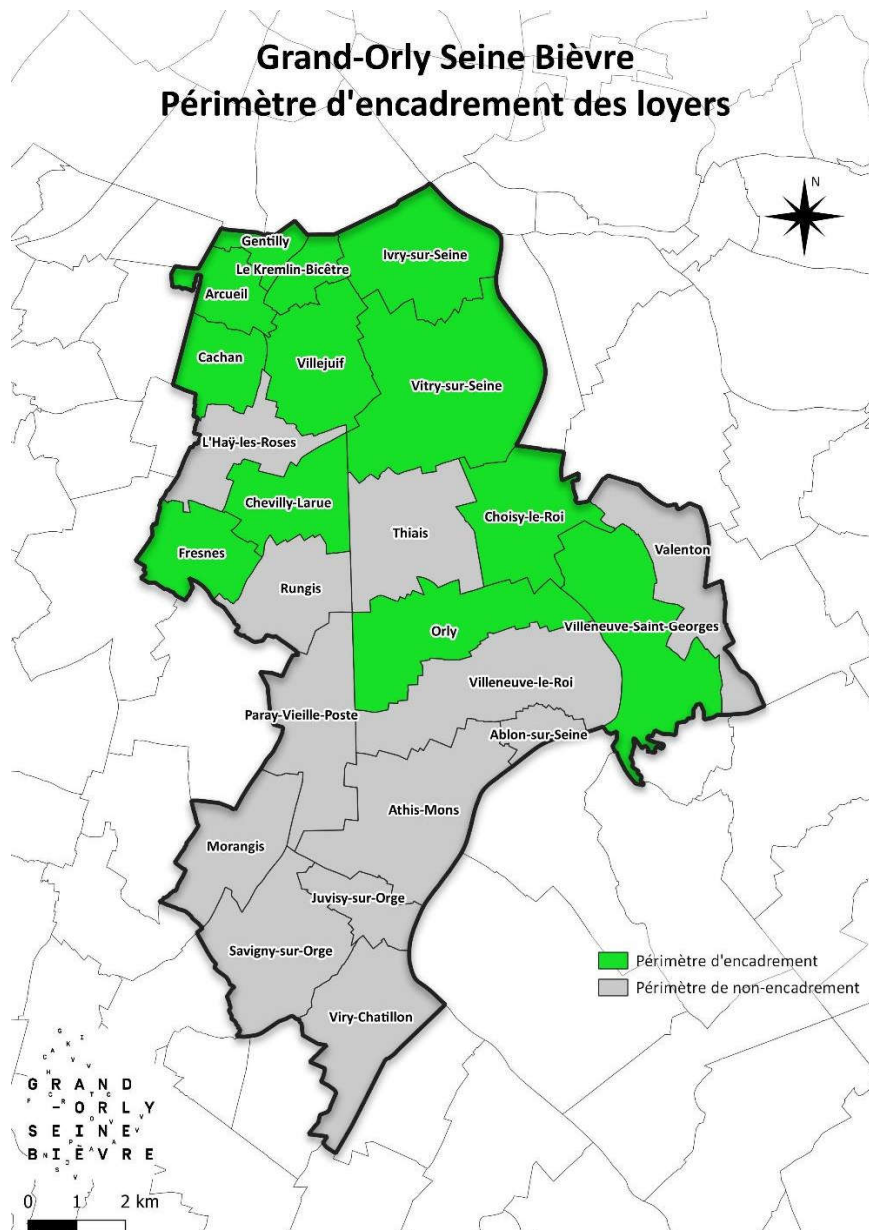 Grand-Orly Seine Bièvre
Périmètre d'encadrement des loyers
N
Gentilly
Le Kremlin-Bicêtre
Ivry-sur-Seine
Arcueil
Cachan
Villejuif
Vitry-sur-Seine
L'Haÿ-les-Roses
Chevilly-Larue
Choisy-le-Roi
Thiais
Valenton
Fresnes
Rungis
Orly
Villeneuve-Saint-Georges
Villeneuve-le-Roi
Paray-Vieille-Poste
Ablon-sur-Seine
Athis-Mons
Morangis
Juvisy-sur-Orge
Savigny-sur-Orge
Viry-Chatillon
Périmètre d'encadrement
Périmètre de non-encadrement
GRAND
-ORLY
SEINE
BIÈVRE
0 1 2 km